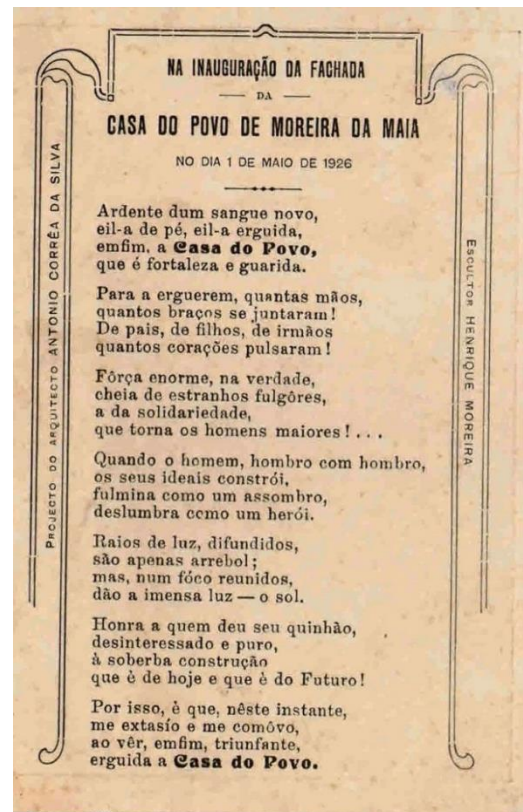 NA INAUGURAÇÃO DA FACHADA
— DA —
CASA DO POVO DE MOREIRA DA MAIA
NO DIA 1 DE MAIO DE 1926
PROJECTO DO ARQUITECTO ANTONIO CORRÊA DA SILVA
Ardente dum sangue novo,
eil-a de pé, eil-a erguida,
emfim, a Casa do Povo,
que é fortaleza e guarida.
Para a erguerem, quantas mãos,
quantos braços se juntaram!
De pais, de filhos, de irmãos
quantos corações pulsaram!
Fôrça enorme, na verdade,
cheia de estranhos fulgôres,
a da solidariedade,
que torna os homens maiores!...
Quando o homem, hombro com hombro,
os seus ideais constrói,
fulmina como um assombro,
deslumbra como um herói.
Raios de luz, difundidos,
são apenas arrebol;
mas, num fóco reunidos,
dão a imensa luz — o sol.
Honra a quem deu seu quinhão,
desinteressado e puro,
à soberba construção
que è de hoje e que è do Futuro!
Por isso, è que, nêste instante,
me extasío e me comôvo,
ao vêr, emfim, triunfante,
erguida a Casa do Povo.
ESCULTOR HENRIQUE MOREIRA